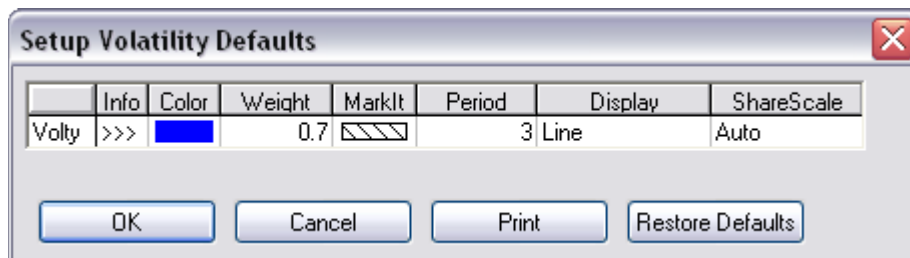 Setup Volatility Defaults
Info Color Weight MarkIt Period Display ShareScale
Volty >>> 0.7 3 Line Auto
OK Cancel Print Restore Defaults